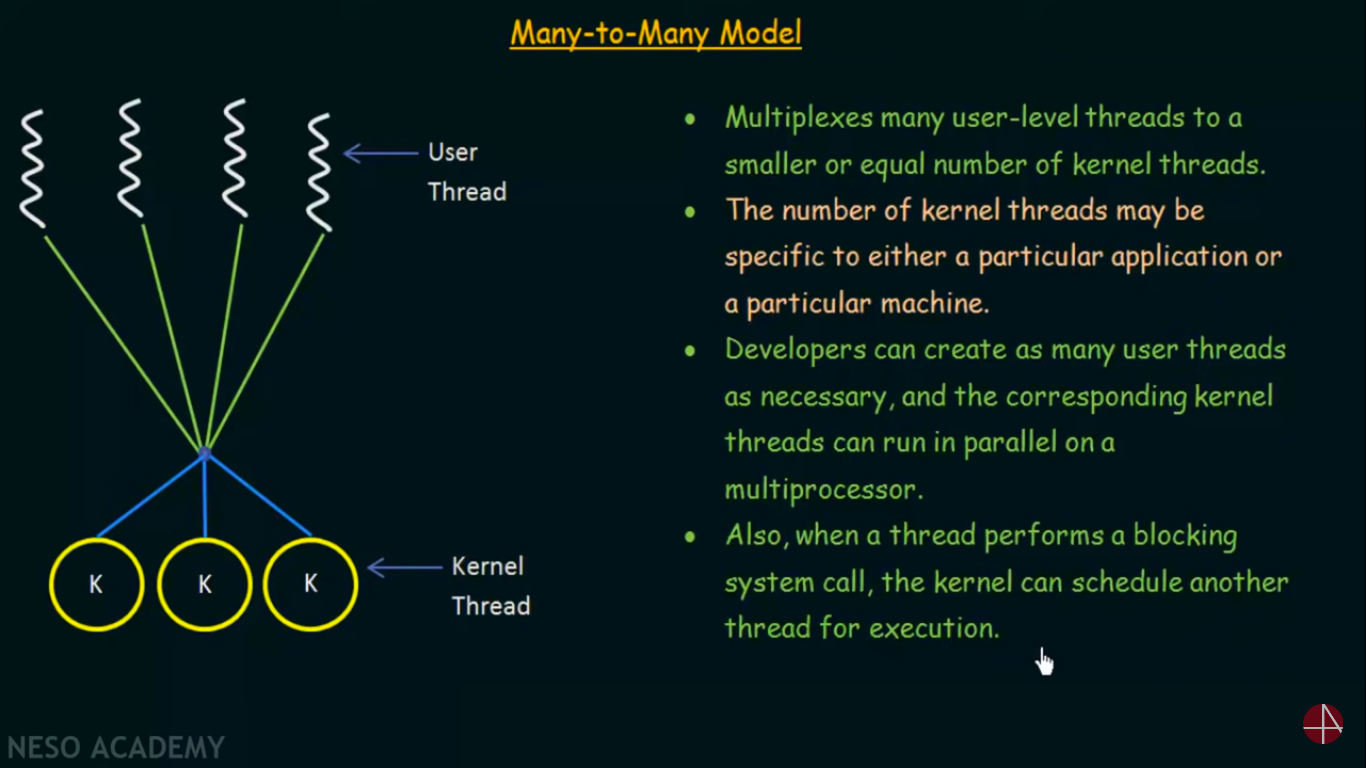 Many-to-Many Model
User
Thread
Kernel
Thread
K
K
K
• Multiplexes many user-level threads to a
smaller or equal number of kernel threads.
• The number of kernel threads may be
specific to either a particular application or
a particular machine.
• Developers can create as many user threads
as necessary, and the corresponding kernel
threads can run in parallel on a
multiprocessor.
• Also, when a thread performs a blocking
system call, the kernel can schedule another
thread for execution.
NESO ACADEMY